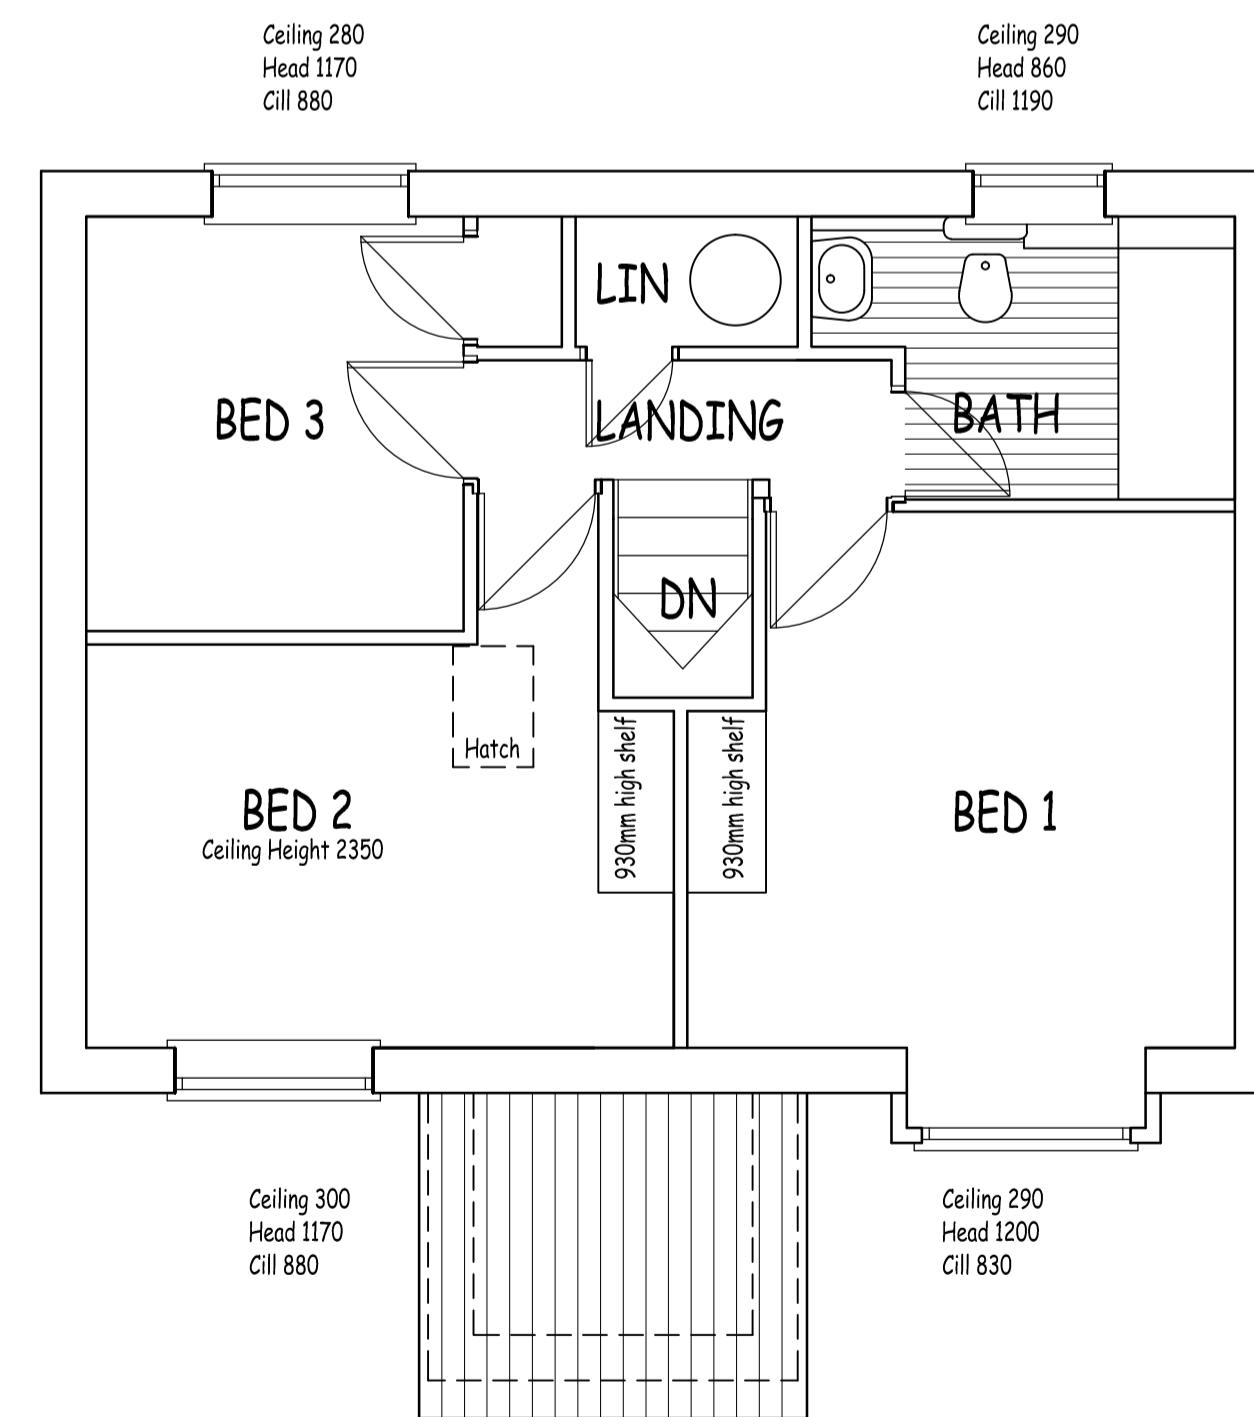 Ceiling 280
Head 1170
Cill 880
Ceiling 290
Head 860
Cill 1190
LIN
BED 3
LANDING
BATH
DN
Hatch
930mm high shelf
930mm high shelf
BED 2
Ceiling Height 2350
BED 1
Ceiling 300
Head 1170
Cill 880
Ceiling 290
Head 1200
Cill 830